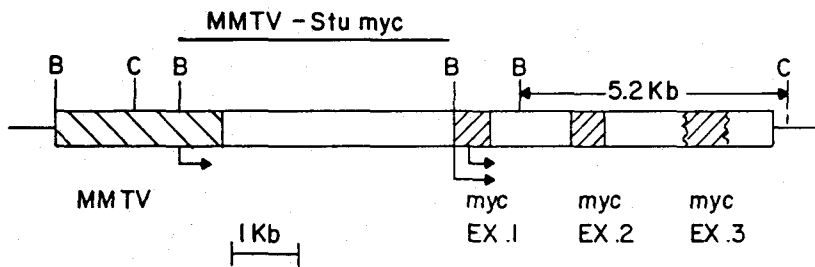 MMTV - Stu myc
B C B B B C
5.2 Kb
MMTV myc myc myc
EX.1 EX.2 EX.3
1 Kb